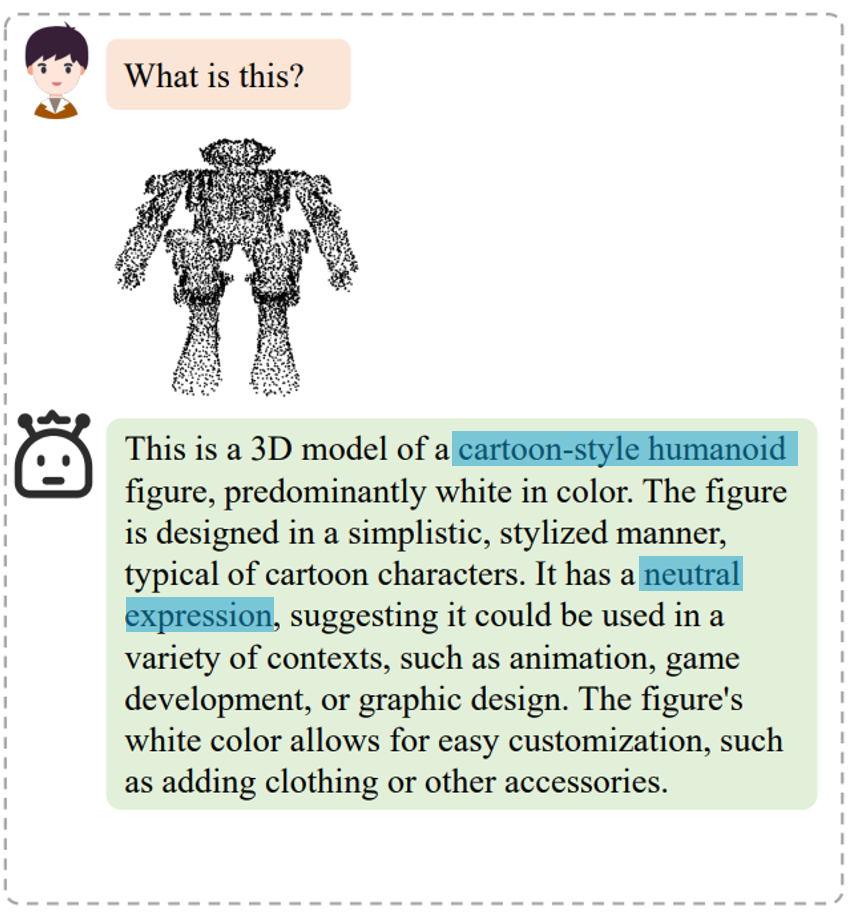 What is this?
This is a 3D model of a cartoon-style humanoid
figure, predominantly white in color. The figure
is designed in a simplistic, stylized manner,
typical of cartoon characters. It has a neutral
expression, suggesting it could be used in a
variety of contexts, such as animation, game
development, or graphic design. The figure's
white color allows for easy customization, such
as adding clothing or other accessories.